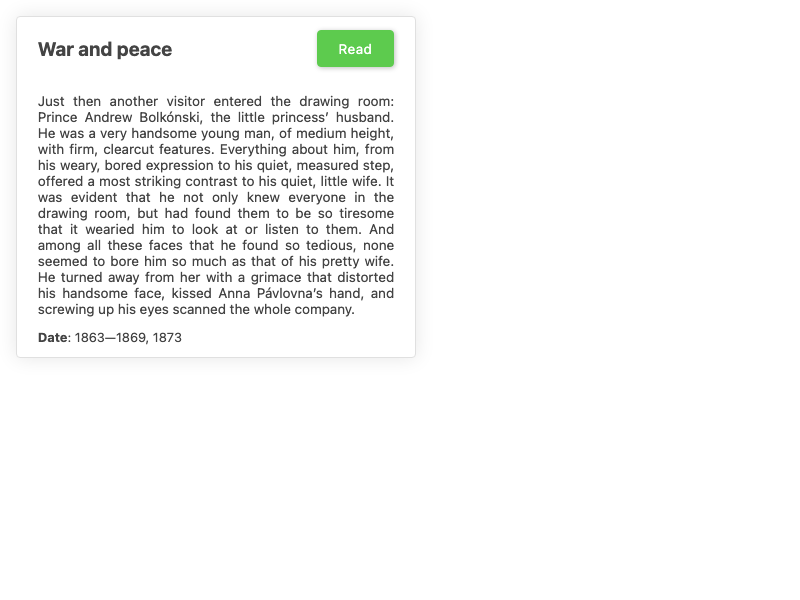 War and peace
Read
Just then another visitor entered the drawing room:
Prince Andrew Bolkónski, the little princess’ husband.
He was a very handsome young man, of medium height,
with firm, clearcut features. Everything about him, from
his weary, bored expression to his quiet, measured step,
offered a most striking contrast to his quiet, little wife. It
was evident that he not only knew everyone in the
drawing room, but had found them to be so tiresome
that it wearied him to look at or listen to them. And
among all these faces that he found so tedious, none
seemed to bore him so much as that of his pretty wife.
He turned away from her with a grimace that distorted
his handsome face, kissed Anna Pávlovna’s hand, and
screwing up his eyes scanned the whole company.
Date: 1863—1869, 1873